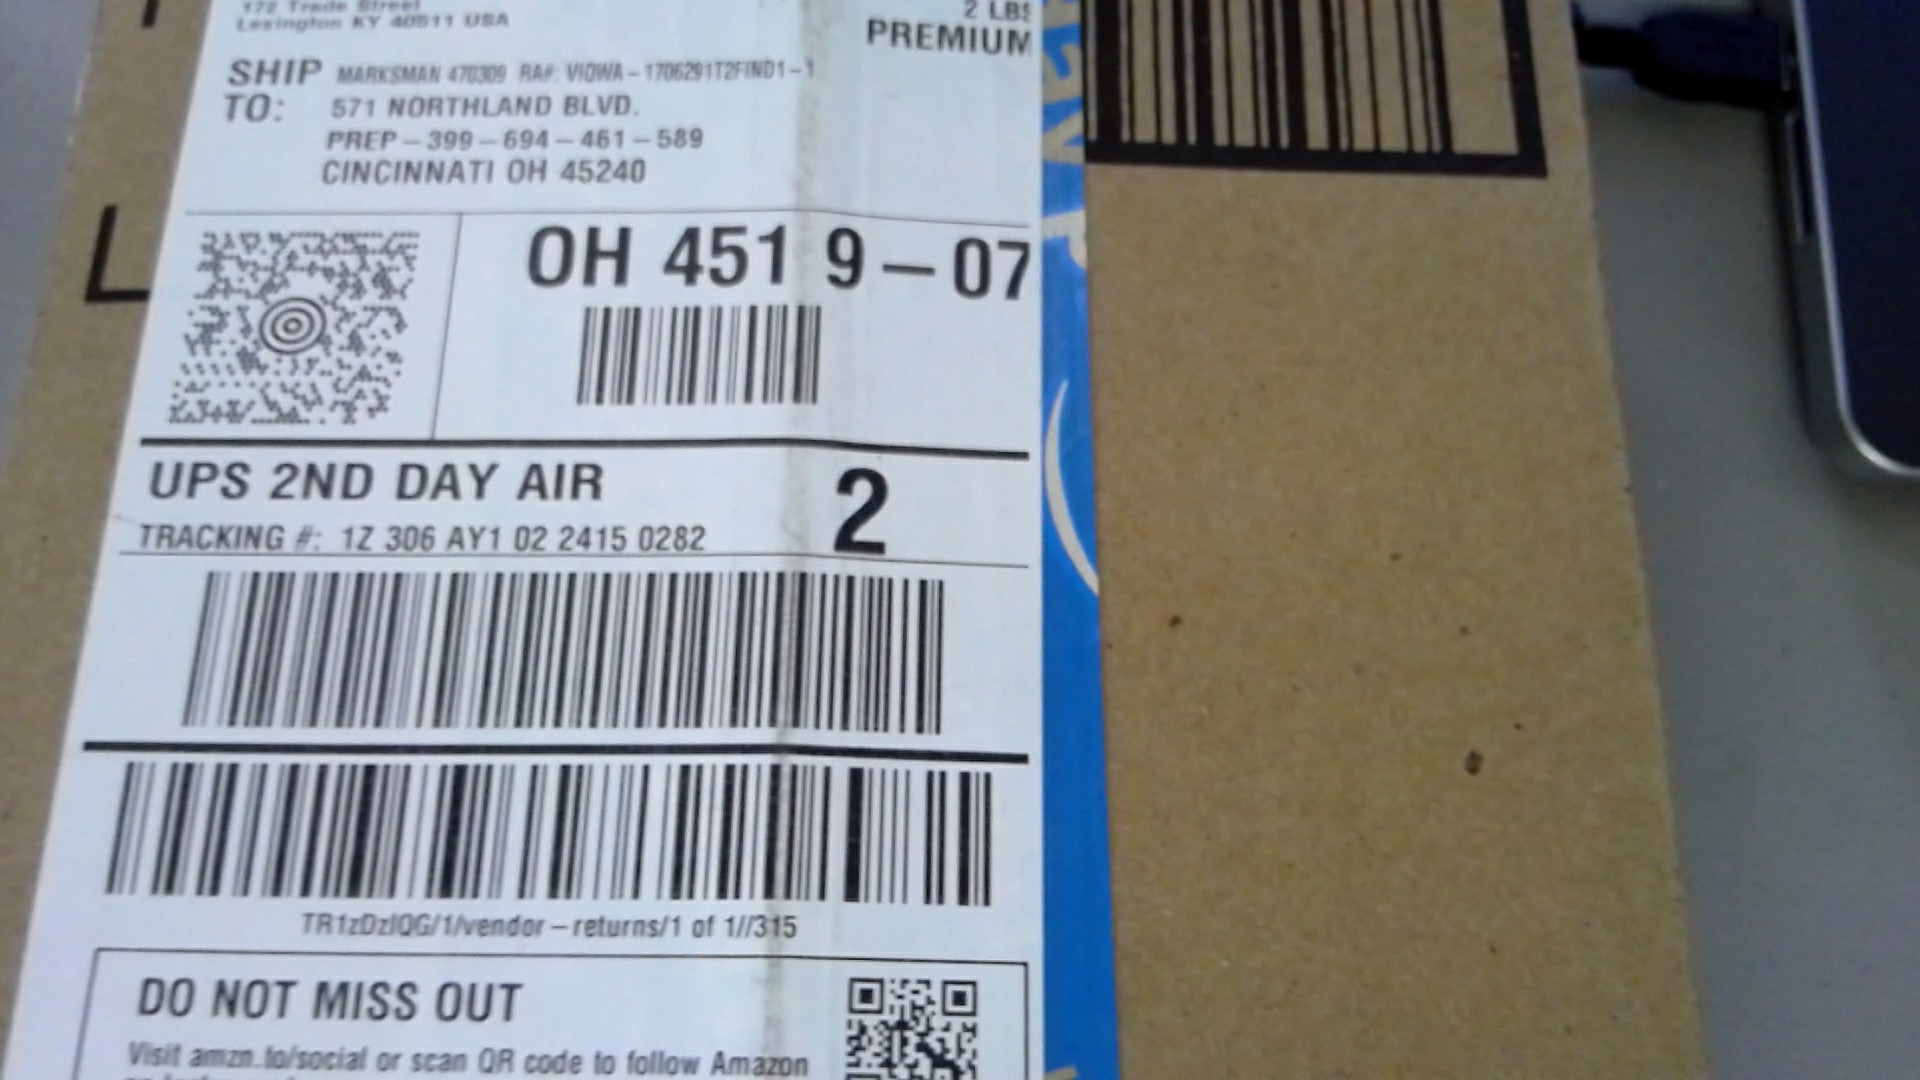 172 Trade Street
Lexington KY 40511 USA
2 LBS
PREMIUM
SHIP TO:
MARKSMAN 470309 RA#: VIOWA-1706291T2FIND1-1
571 NORTHLAND BLVD.
PREP-399-694-461-589
CINCINNATI OH 45240
OH 451 9-07
UPS 2ND DAY AIR
2
TRACKING #: 1Z 306 AY1 02 2415 0282
TR1zDzIQG/1/vendor-returns/1 of 1//315
DO NOT MISS OUT
Visit amzn.to/social or scan QR code to follow Amazon